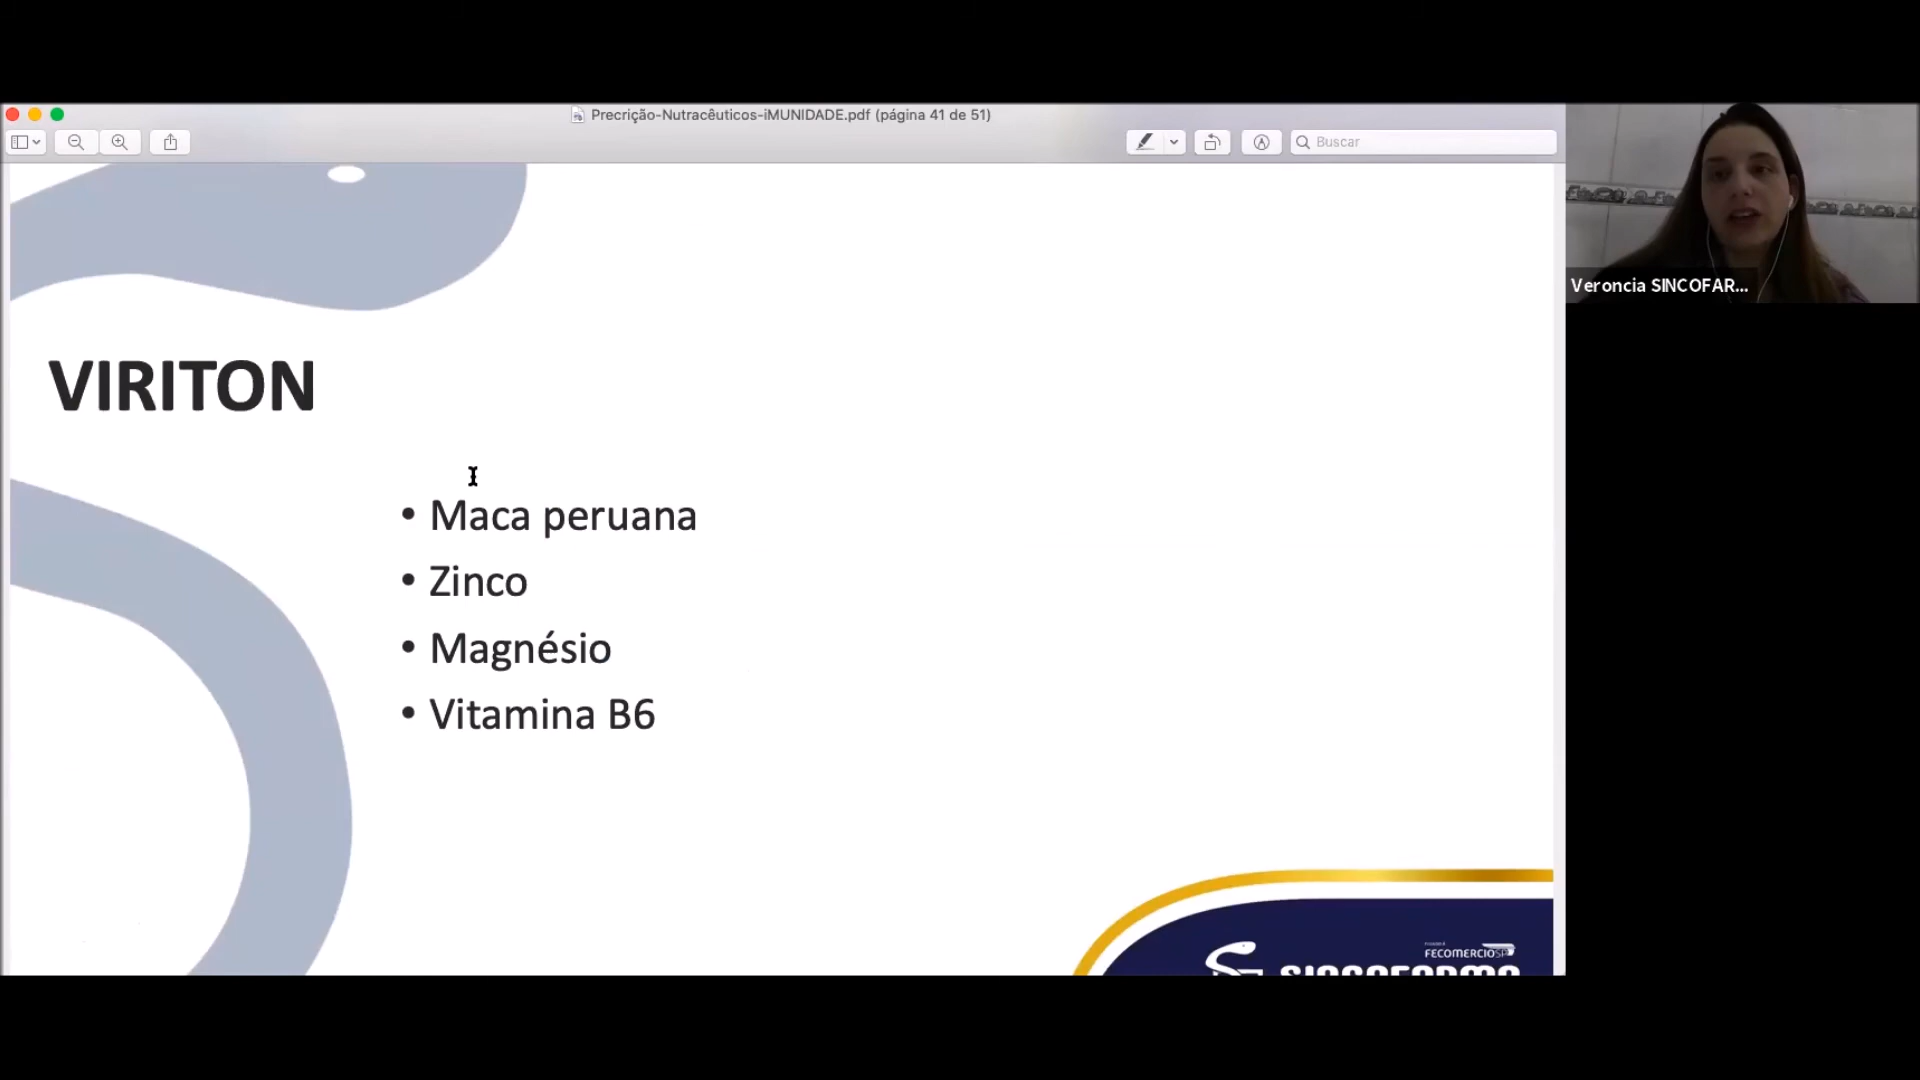 Precrição-Nutracêuticos-iMUNIDADE.pdf (página 41 de 51)
Buscar
Veroncia SINCOFAR...
VIRITON
• Maca peruana
• Zinco
• Magnésio
• Vitamina B6
FECOMERCIOSP
SINCOFARMA